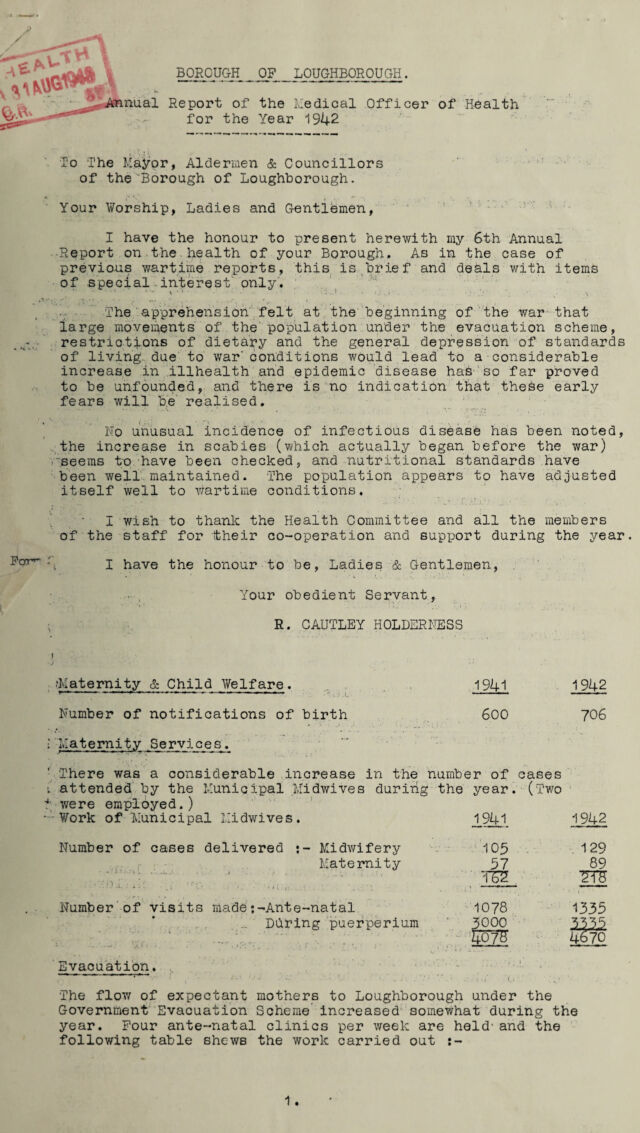 HEALTH
31AUG1943
BOROUGH OF LOUGHBOROUGH.
Annual Report of the Medical Officer of Health
for the Year 1942
To The Mayor, Aldermen & Councillors
of the Borough of Loughborough.
Your Worship, Ladies and Gentlemen,
I have the honour to present herewith my 6th Annual
Report on the health of your Borough. As in the case of
previous wartime reports, this is brief and deals with items
of special interest only.
The apprehension felt at the beginning of the war that
large movements of the population under the evacuation scheme,
restrictions of dietary and the general depression of standards
of living due to war conditions would lead to a considerable
increase in illhealth and epidemic disease has so far proved
to be unfounded, and there is no indication that these early
fears will be realised.
No unusual incidence of infectious disease has been noted,
the increase in scabies (which actually began before the war)
seems to have been checked, and nutritional standards have
been well maintained. The population appears to have adjusted
itself well to wartime conditions.
I wish to thank the Health Committee and all the members
of the staff for their co-operation and support during the year.
I have the honour to be, Ladies & Gentlemen,
Your obedient Servant,
R. CAUTLEY HOLDERNESS
Maternity & Child Welfare. 1941 1942
Number of notifications of birth 600 706
Maternity Services.
There was a considerable increase in the number of cases
attended by the Municipal Midwives during the year. (Two
were employed.)
Work of Municipal Midwives. 1941 1942
Number of cases delivered :- Midwifery 105 129
Maternity 57 89
162 218
Number of visits made:-Ante-natal 1078 1335
During puerperium 3000 3335
4078 4670
Evacuation.
The flow of expectant mothers to Loughborough under the
Government Evacuation Scheme increased somewhat during the
year. Four ante-natal clinics per week are held and the
following table shews the work carried out :-
1.